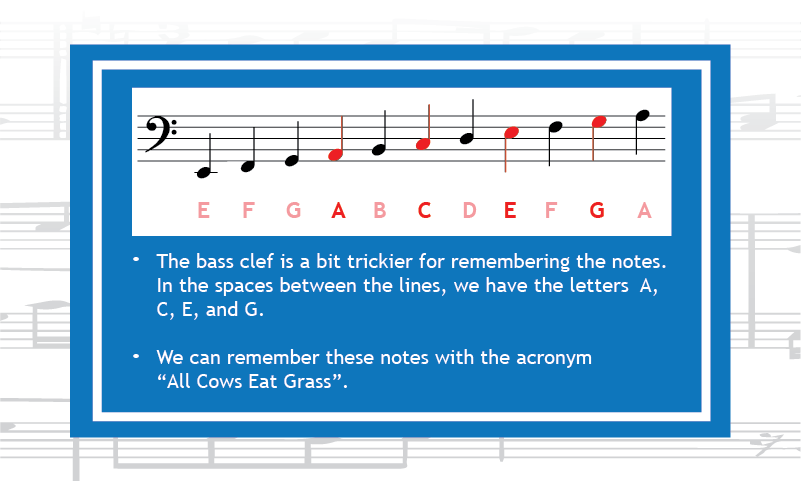 E F G A B C D E F G A
• The bass clef is a bit trickier for remembering the notes.
In the spaces between the lines, we have the letters  A,
C, E, and G.
• We can remember these notes with the acronym
“All Cows Eat Grass”.